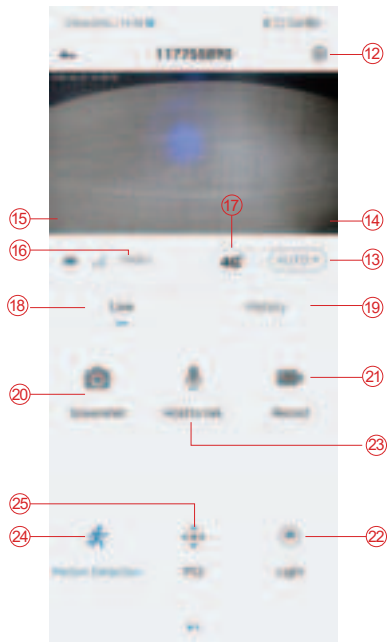 12
117755890
15
17
14
16
4G
AUTO
13
18
Live
History
19
20
21
Screenshot
Hold to talk
Record
23
25
24
22
Motion Detection
PTZ
Light